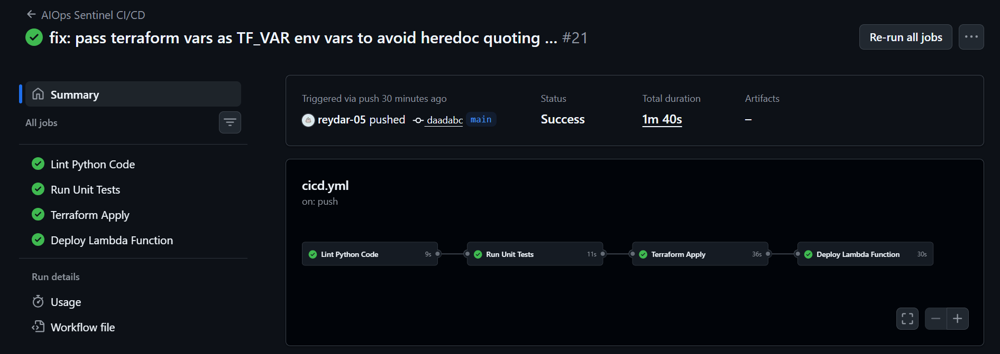 AIOps Sentinel CI/CD
fix: pass terraform vars as TF_VAR env vars to avoid heredoc quoting ... #21
Re-run all jobs
Summary
All jobs
Lint Python Code
Run Unit Tests
Terraform Apply
Deploy Lambda Function
Run details
Usage
Workflow file
Triggered via push 30 minutes ago
reydar-05 pushed daadabc main
Status
Success
Total duration
1m 40s
Artifacts
–
cicd.yml
on: push
Lint Python Code 9s
Run Unit Tests 11s
Terraform Apply 36s
Deploy Lambda Function 30s